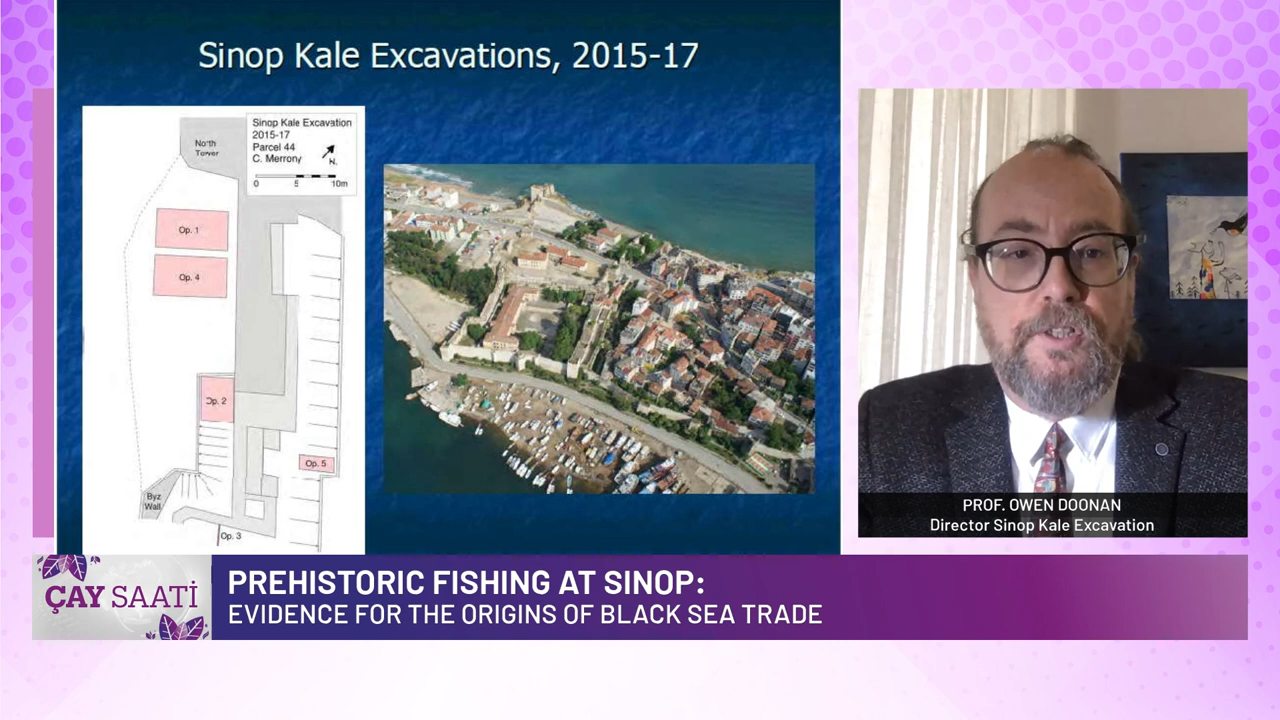 Sinop Kale Excavations, 2015-17
Sinop Kale Excavation
2015-17
Parcel 44
C. Merrony
N.
0 5 10m
North
Tower
Op. 1
Op. 4
Op. 2
Op. 5
Byz
Wall
Op. 3
PROF. OWEN DOONAN
Director Sinop Kale Excavation
ÇAY SAATİ
PREHISTORIC FISHING AT SINOP:
EVIDENCE FOR THE ORIGINS OF BLACK SEA TRADE